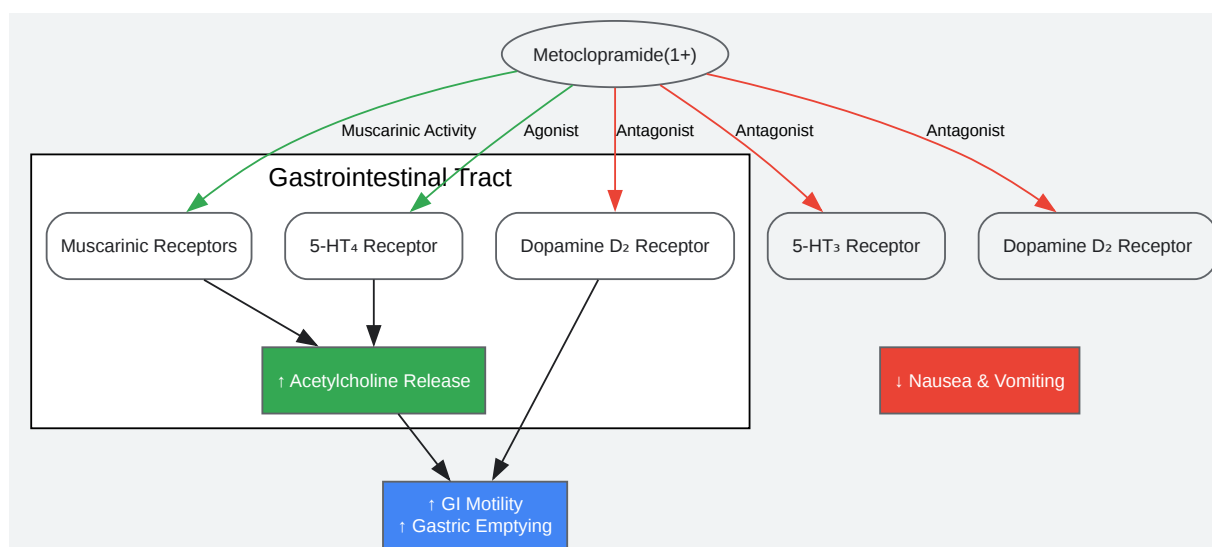 Metoclopramide(1+)
Muscarinic Activity
Agonist
Antagonist
Antagonist
Antagonist
Gastrointestinal Tract
Muscarinic Receptors
5-HT₄ Receptor
Dopamine D₂ Receptor
5-HT₃ Receptor
Dopamine D₂ Receptor
↑ Acetylcholine Release
↓ Nausea & Vomiting
↑ GI Motility
↑ Gastric Emptying